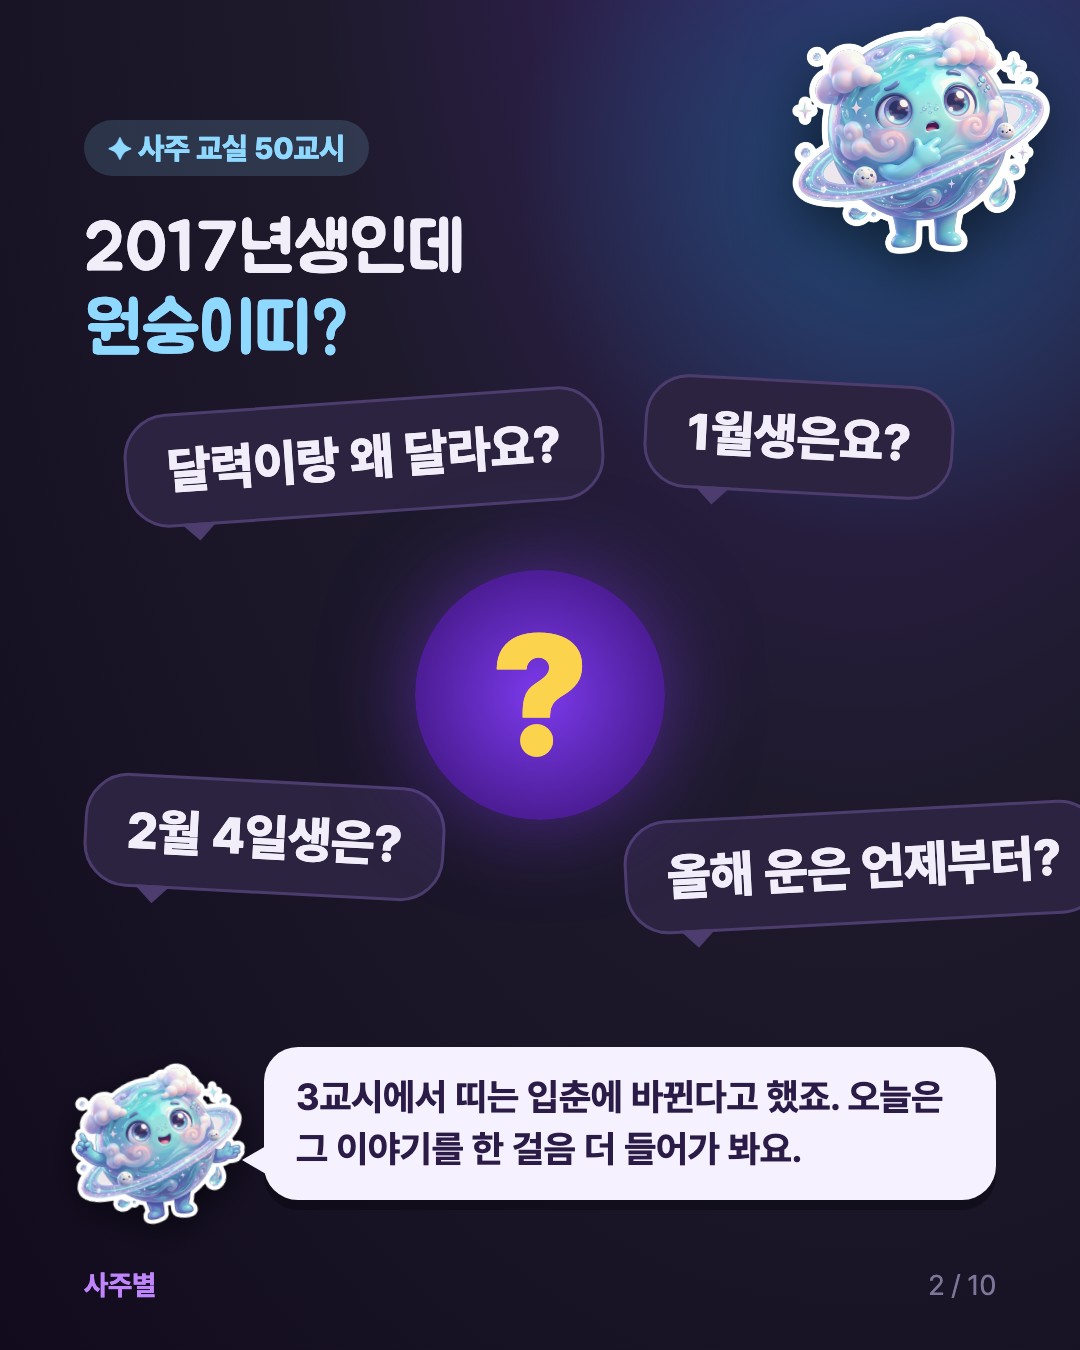 ✦ 사주 교실 50교시
2017년생인데
원숭이띠?
달력이랑 왜 달라요?
1월생은요?
?
2월 4일생은?
올해 운은 언제부터?
3교시에서 띠는 입춘에 바뀐다고 했죠. 오늘은
그 이야기를 한 걸음 더 들어가 봐요.
사주별
2 / 10